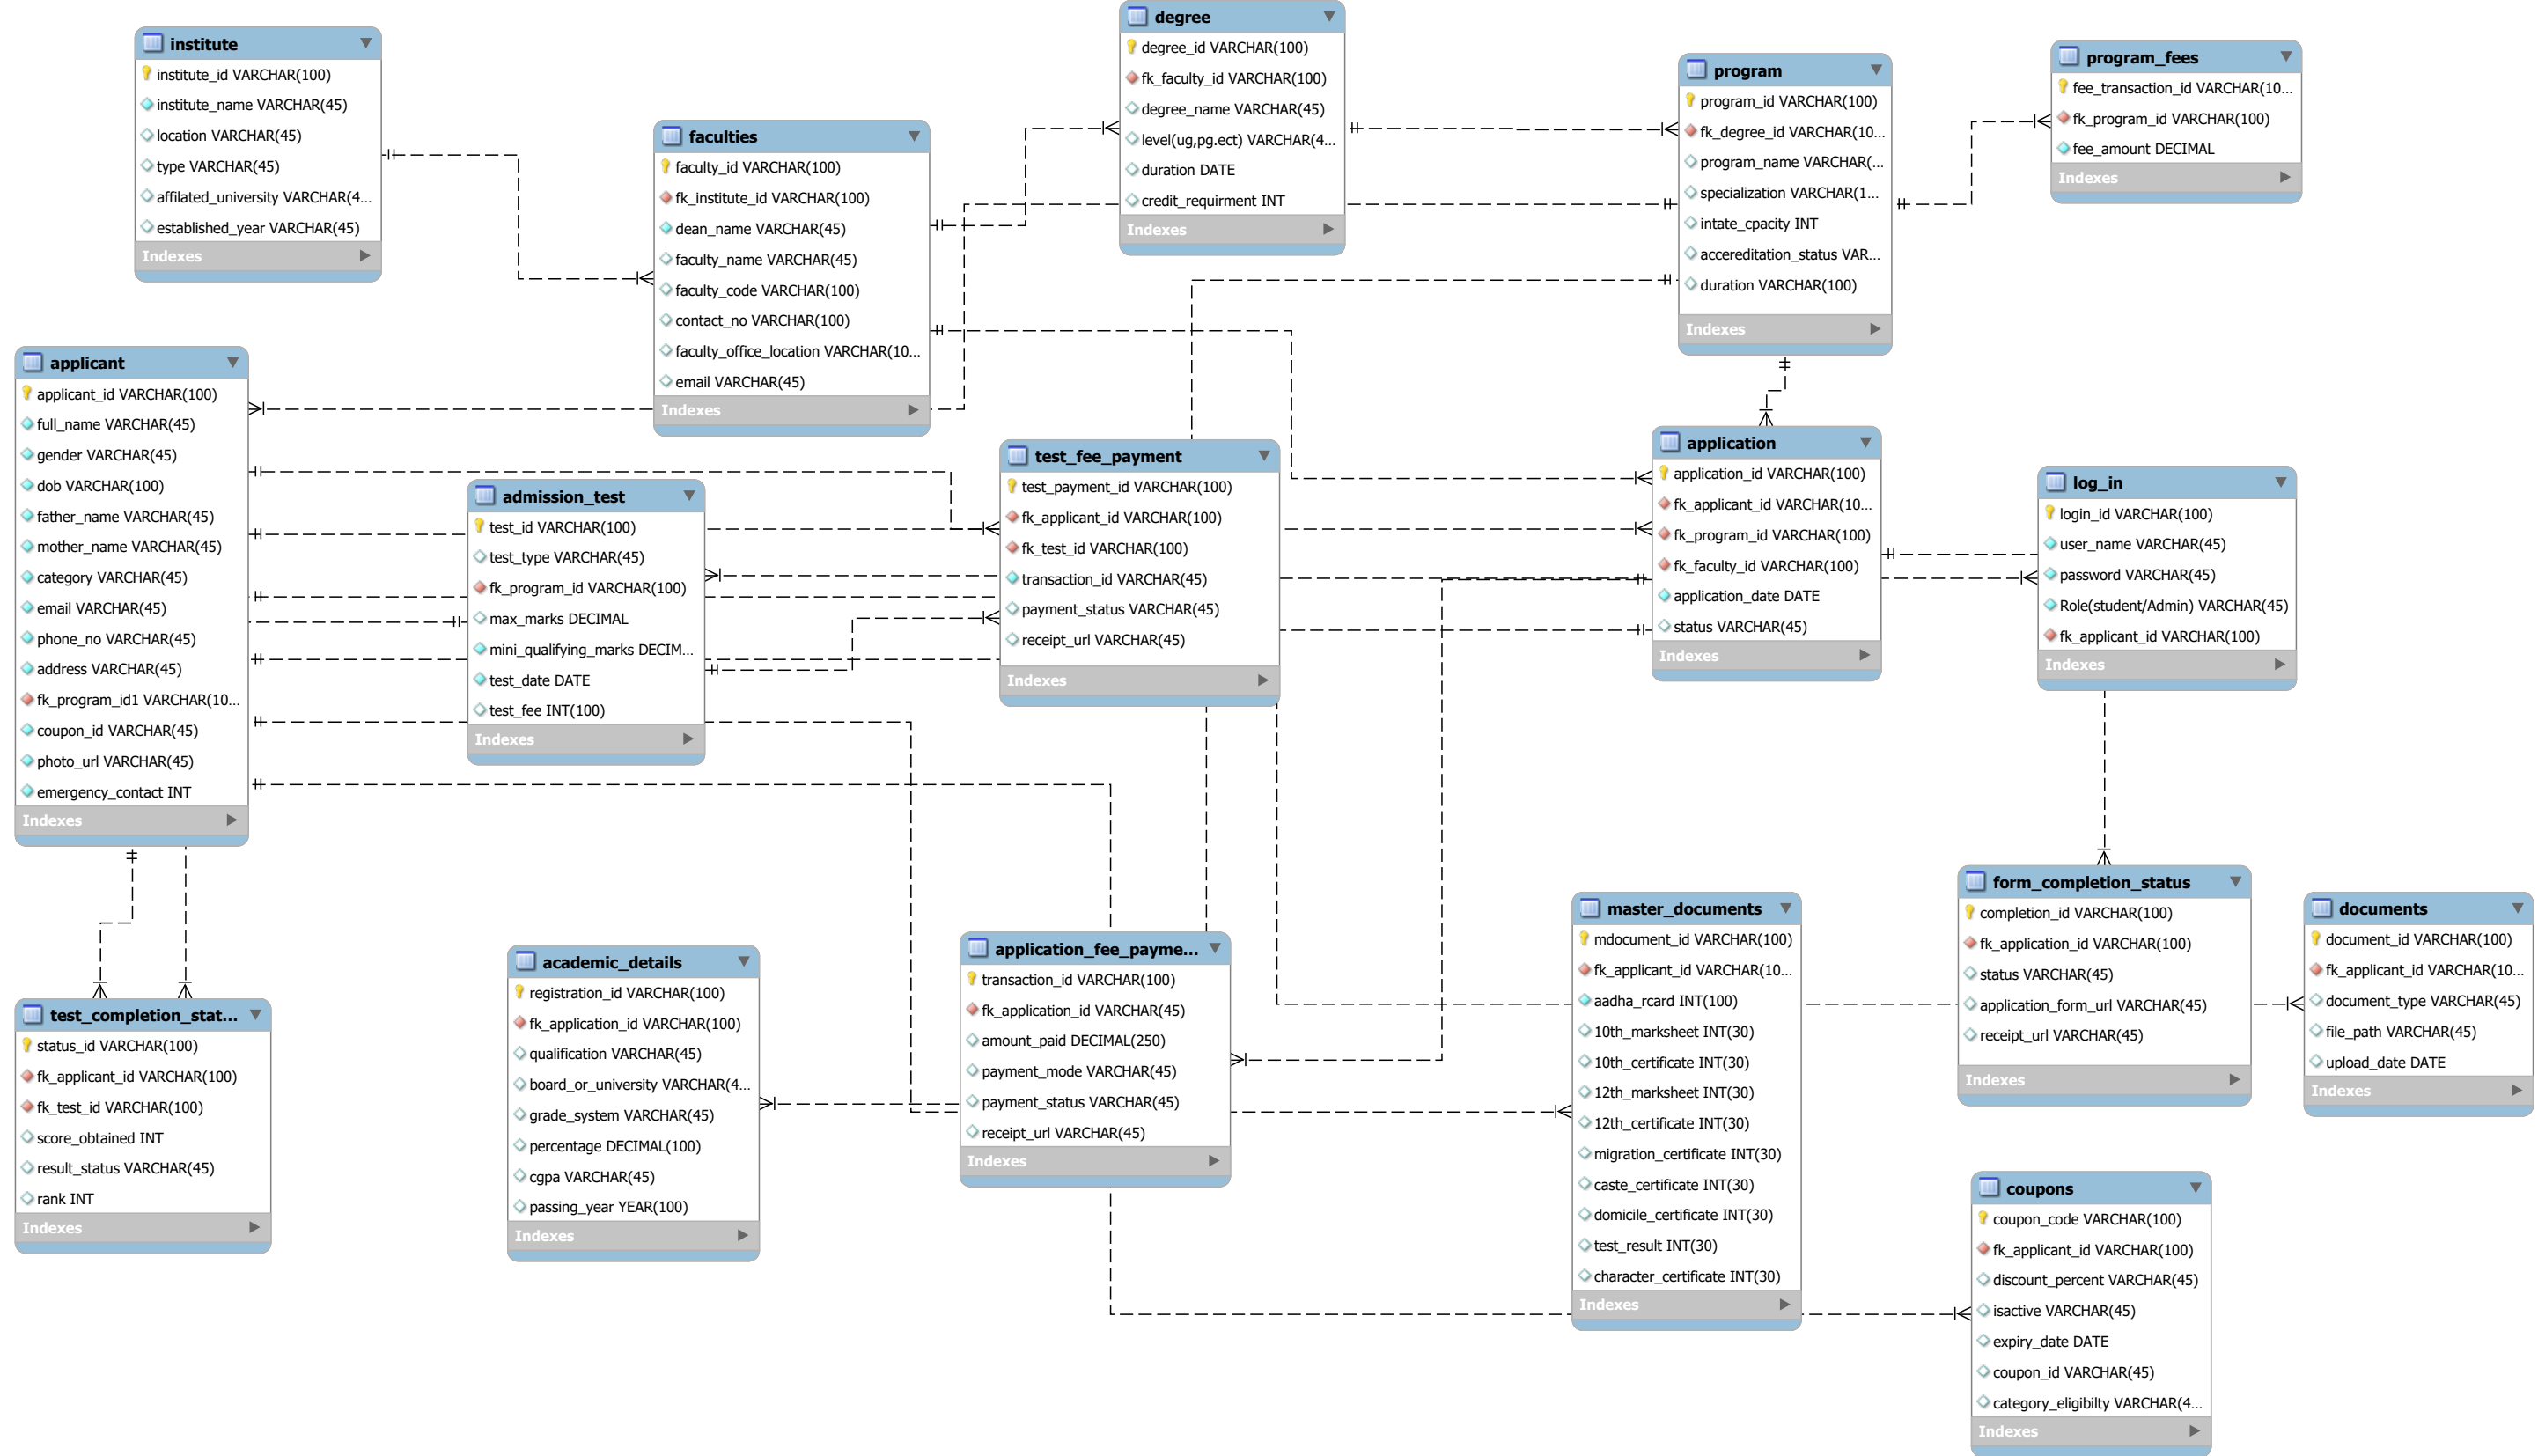 institute
institute_id VARCHAR(100)
institute_name VARCHAR(45)
location VARCHAR(45)
type VARCHAR(45)
affilated_university VARCHAR(4...
established_year VARCHAR(45)
Indexes
faculties
faculty_id VARCHAR(100)
fk_institute_id VARCHAR(100)
dean_name VARCHAR(45)
faculty_name VARCHAR(45)
faculty_code VARCHAR(100)
contact_no VARCHAR(100)
faculty_office_location VARCHAR(10...
email VARCHAR(45)
Indexes
degree
degree_id VARCHAR(100)
fk_faculty_id VARCHAR(100)
degree_name VARCHAR(45)
level(ug,pg.ect) VARCHAR(4...
duration DATE
credit_requirment INT
Indexes
program
program_id VARCHAR(100)
fk_degree_id VARCHAR(10...
program_name VARCHAR(...
specialization VARCHAR(1...
intate_cpacity INT
accereditation_status VAR...
duration VARCHAR(100)
Indexes
program_fees
fee_transaction_id VARCHAR(10...
fk_program_id VARCHAR(100)
fee_amount DECIMAL
Indexes
applicant
applicant_id VARCHAR(100)
full_name VARCHAR(45)
gender VARCHAR(45)
dob VARCHAR(100)
father_name VARCHAR(45)
mother_name VARCHAR(45)
category VARCHAR(45)
email VARCHAR(45)
phone_no VARCHAR(45)
address VARCHAR(45)
fk_program_id1 VARCHAR(10...
coupon_id VARCHAR(45)
photo_url VARCHAR(45)
emergency_contact INT
Indexes
admission_test
test_id VARCHAR(100)
test_type VARCHAR(45)
fk_program_id VARCHAR(100)
max_marks DECIMAL
mini_qualifying_marks DECIM...
test_date DATE
test_fee INT(100)
Indexes
test_fee_payment
test_payment_id VARCHAR(100)
fk_applicant_id VARCHAR(100)
fk_test_id VARCHAR(100)
transaction_id VARCHAR(45)
payment_status VARCHAR(45)
receipt_url VARCHAR(45)
Indexes
application
application_id VARCHAR(100)
fk_applicant_id VARCHAR(10...
fk_program_id VARCHAR(100)
fk_faculty_id VARCHAR(100)
application_date DATE
status VARCHAR(45)
Indexes
log_in
login_id VARCHAR(100)
user_name VARCHAR(45)
password VARCHAR(45)
Role(student/Admin) VARCHAR(45)
fk_applicant_id VARCHAR(100)
Indexes
test_completion_stat...
status_id VARCHAR(100)
fk_applicant_id VARCHAR(100)
fk_test_id VARCHAR(100)
score_obtained INT
result_status VARCHAR(45)
rank INT
Indexes
academic_details
registration_id VARCHAR(100)
fk_application_id VARCHAR(100)
qualification VARCHAR(45)
board_or_university VARCHAR(4...
grade_system VARCHAR(45)
percentage DECIMAL(100)
cgpa VARCHAR(45)
passing_year YEAR(100)
Indexes
application_fee_payme...
transaction_id VARCHAR(100)
fk_application_id VARCHAR(45)
amount_paid DECIMAL(250)
payment_mode VARCHAR(45)
payment_status VARCHAR(45)
receipt_url VARCHAR(45)
Indexes
master_documents
mdocument_id VARCHAR(100)
fk_applicant_id VARCHAR(10...
aadha_rcard INT(100)
10th_marksheet INT(30)
10th_certificate INT(30)
12th_marksheet INT(30)
12th_certificate INT(30)
migration_certificate INT(30)
caste_certificate INT(30)
domicile_certificate INT(30)
test_result INT(30)
character_certificate INT(30)
Indexes
form_completion_status
completion_id VARCHAR(100)
fk_application_id VARCHAR(100)
status VARCHAR(45)
application_form_url VARCHAR(45)
receipt_url VARCHAR(45)
Indexes
documents
document_id VARCHAR(100)
fk_applicant_id VARCHAR(10...
document_type VARCHAR(45)
file_path VARCHAR(45)
upload_date DATE
Indexes
coupons
coupon_code VARCHAR(100)
fk_applicant_id VARCHAR(100)
discount_percent VARCHAR(45)
isactive VARCHAR(45)
expiry_date DATE
coupon_id VARCHAR(45)
category_eligibilty VARCHAR(4...
Indexes